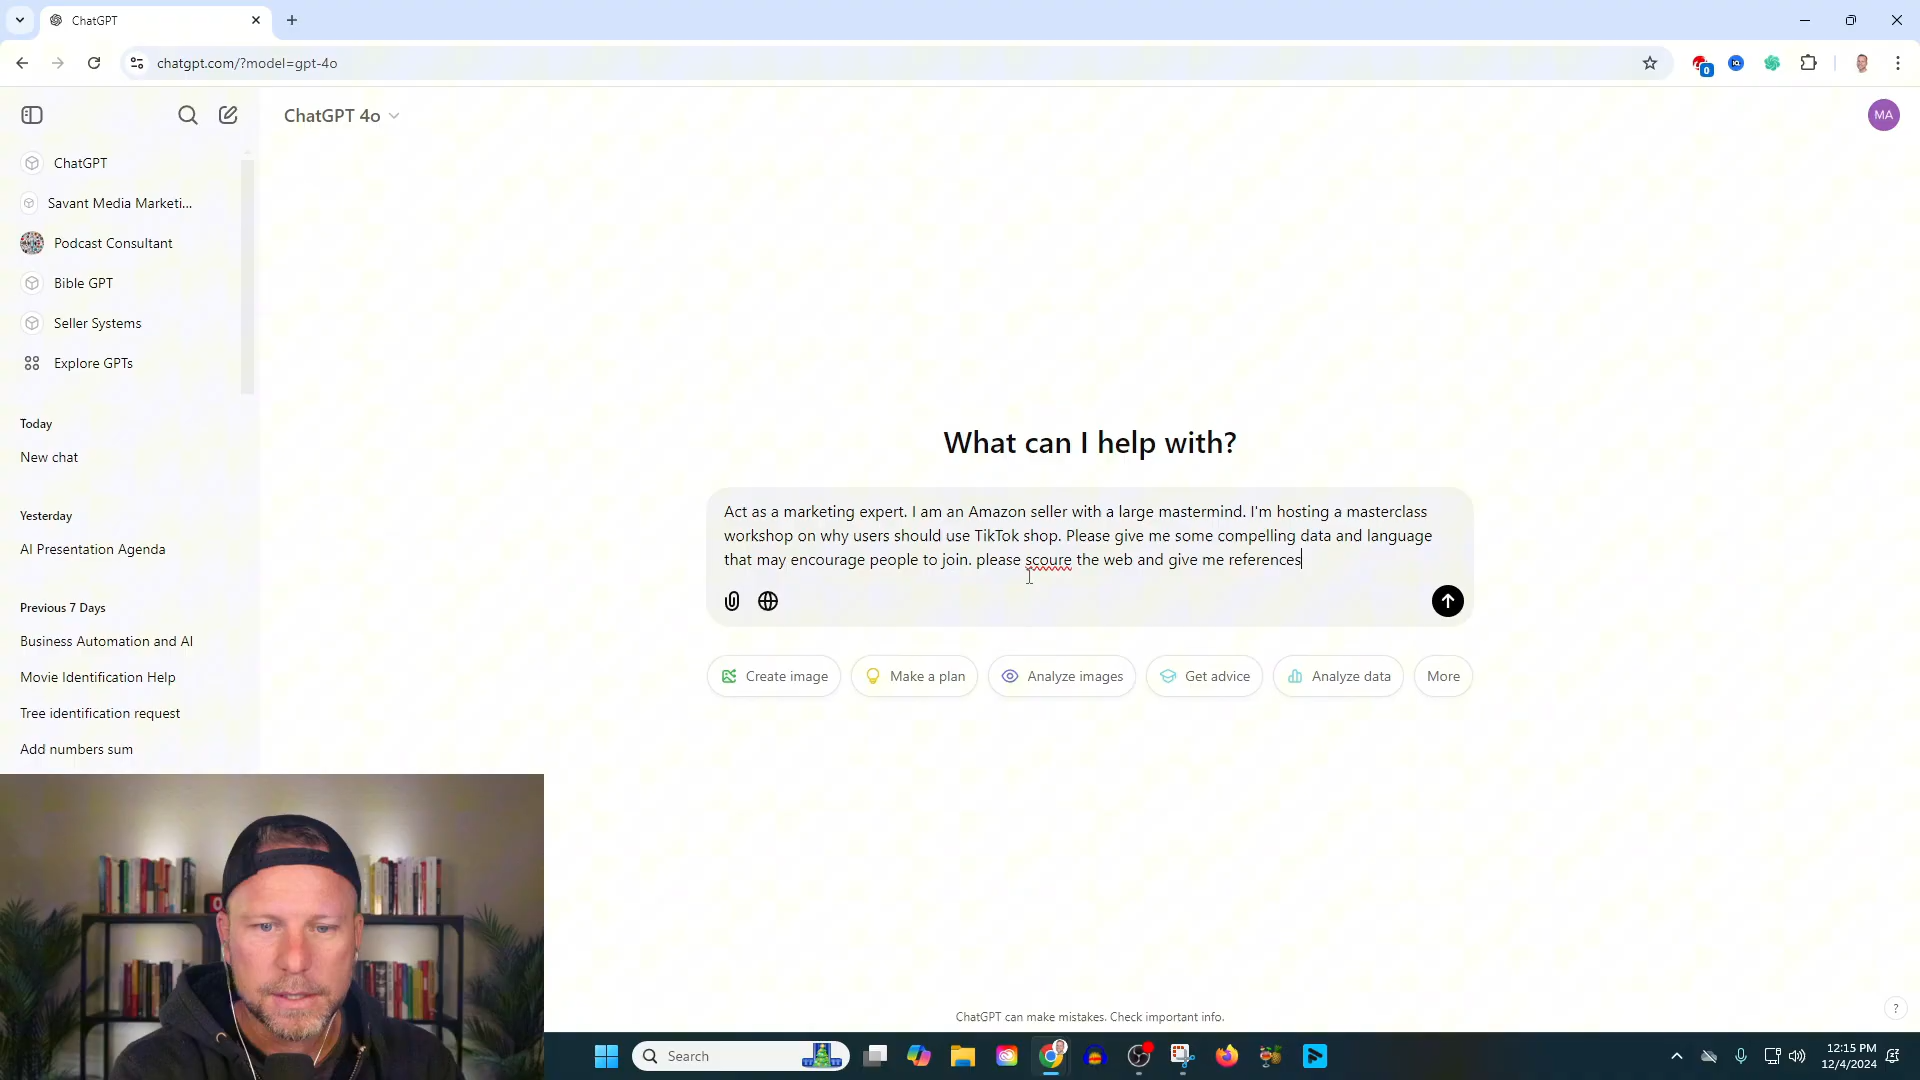 ChatGPT
chatgpt.com/?model=gpt-4o
0
ChatGPT 4o
MA
ChatGPT
Savant Media Marketi...
Podcast Consultant
Bible GPT
Seller Systems
Explore GPTs
Today
New chat
Yesterday
AI Presentation Agenda
Previous 7 Days
Business Automation and AI
Movie Identification Help
Tree identification request
Add numbers sum
What can I help with?
Act as a marketing expert. I am an Amazon seller with a large mastermind. I'm hosting a masterclass
workshop on why users should use TikTok shop. Please give me some compelling data and language
that may encourage people to join. please scoure the web and give me references
Create image
Make a plan
Analyze images
Get advice
Analyze data
More
ChatGPT can make mistakes. Check important info.
?
Search
12:15 PM
12/4/2024